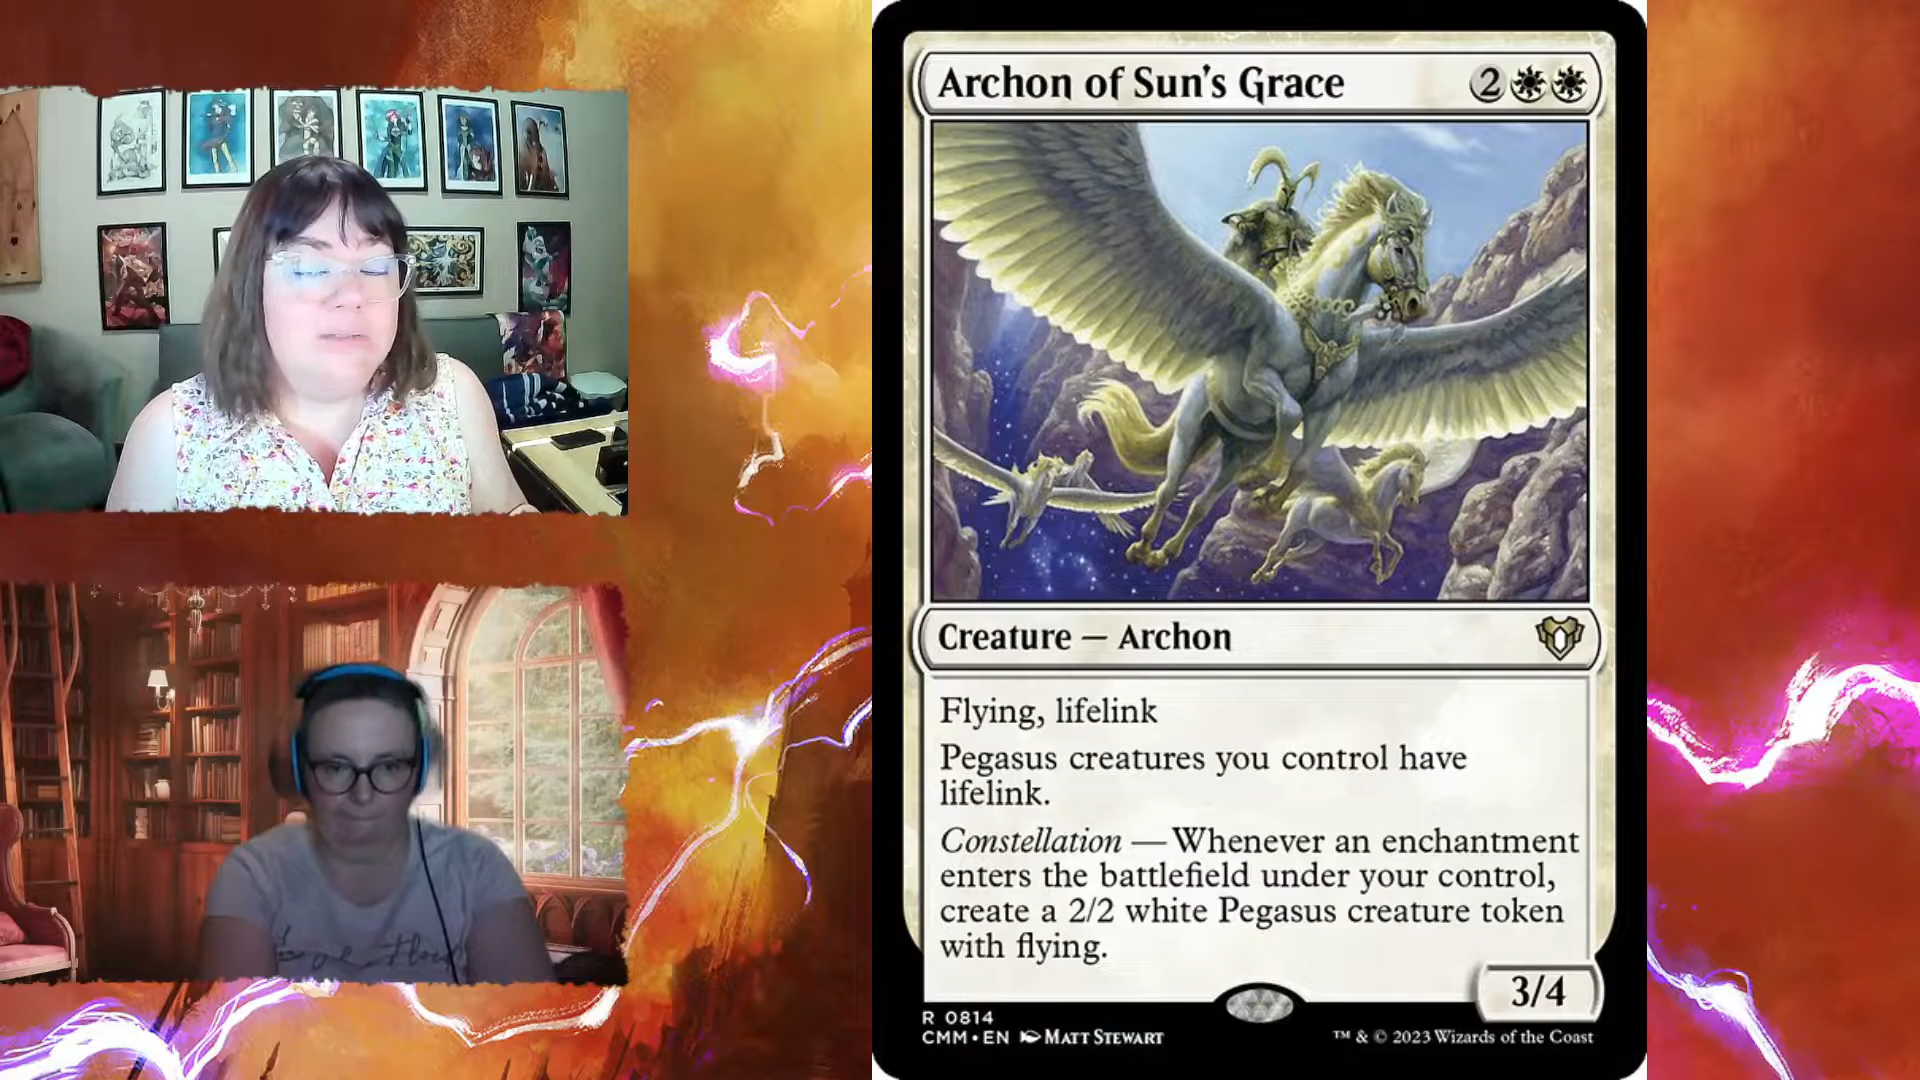 Archon of Sun's Grace 2
Creature — Archon
Flying, lifelink
Pegasus creatures you control have
lifelink.
Constellation — Whenever an enchantment
enters the battlefield under your control,
create a 2/2 white Pegasus creature token
with flying.
3/4
R 0814
CMM • EN Matt Stewart
™ & © 2023 Wizards of the Coast